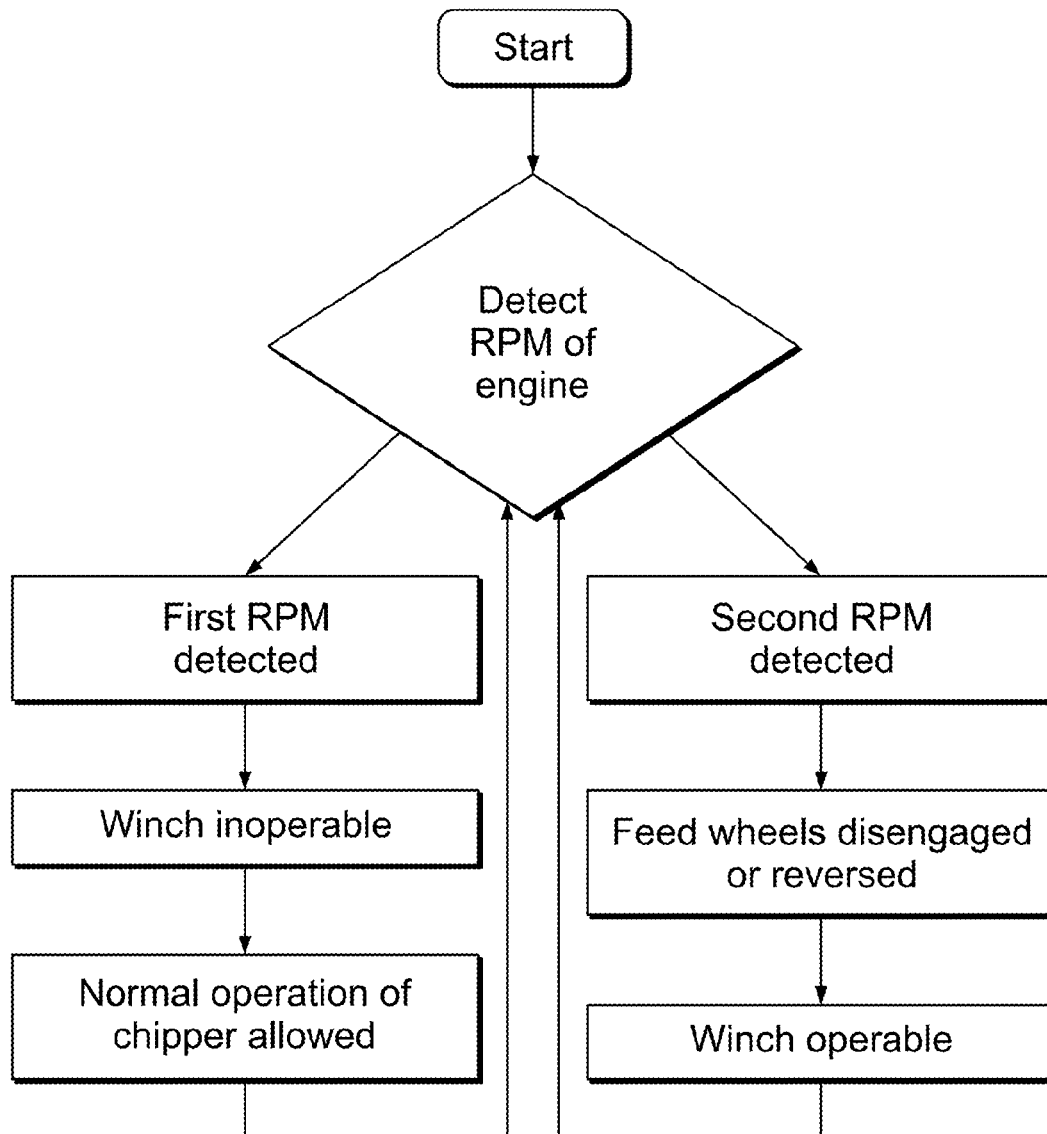 Start
Detect
RPM of
engine
First RPM
detected
Winch inoperable
Normal operation of
chipper allowed
Second RPM
detected
Feed wheels disengaged
or reversed
Winch operable